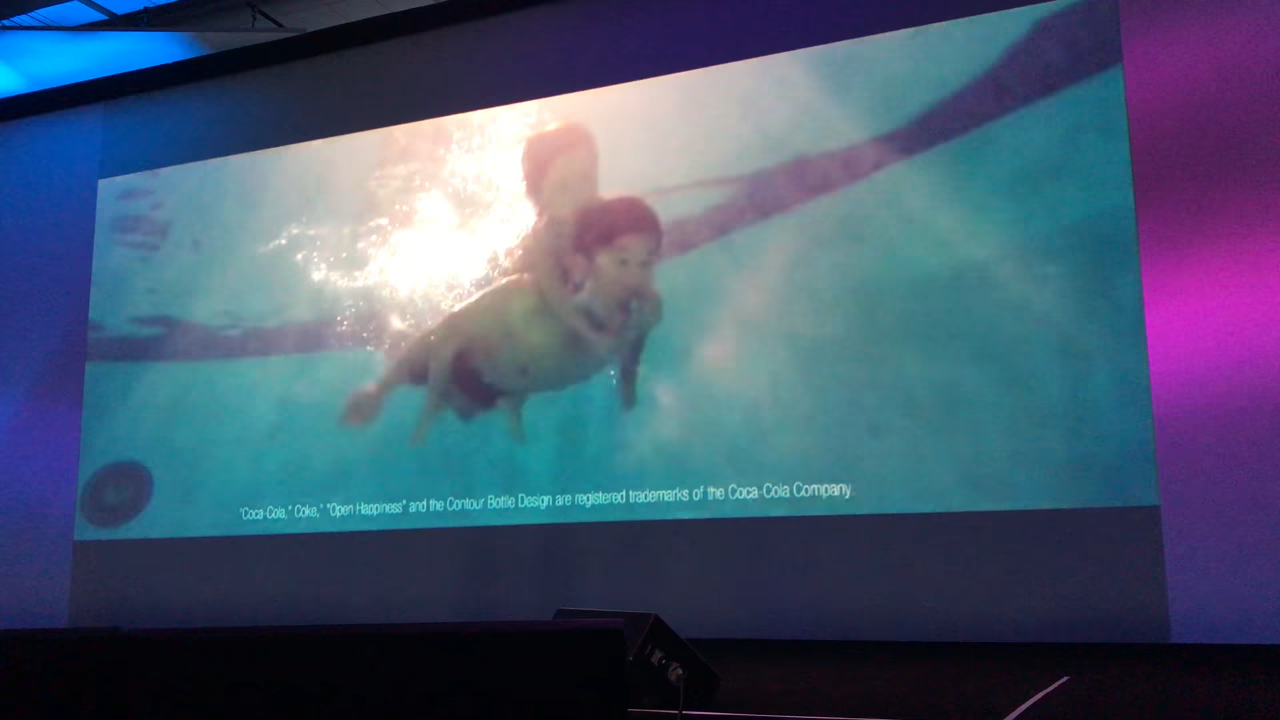 "Coca-Cola," Coke," "Open Happiness" and the Contour Bottle Design are registered trademarks of the Coca-Cola Company